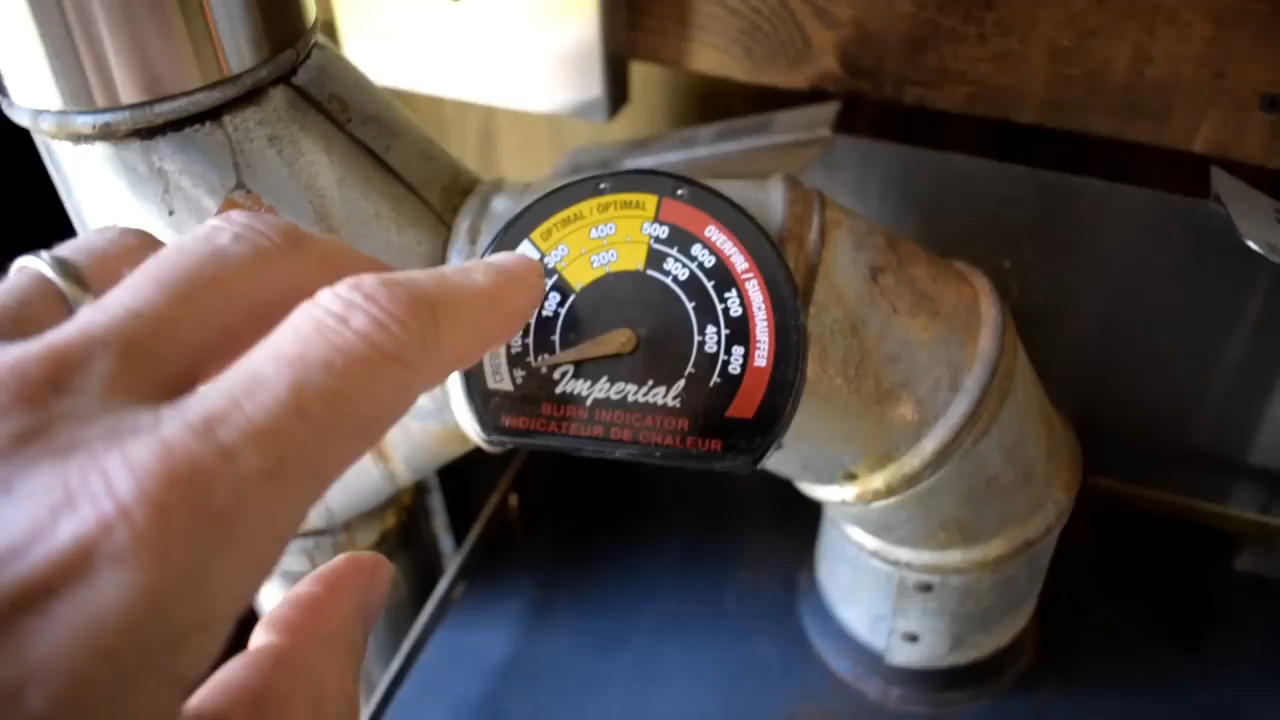 OPTIMAL / OPTIMAL
OVERFIRE / SURCHAUFFER
300 400 500 600 700 800
100 200 300 400
°F
Imperial.
BURN INDICATOR
INDICATEUR DE CHALEUR